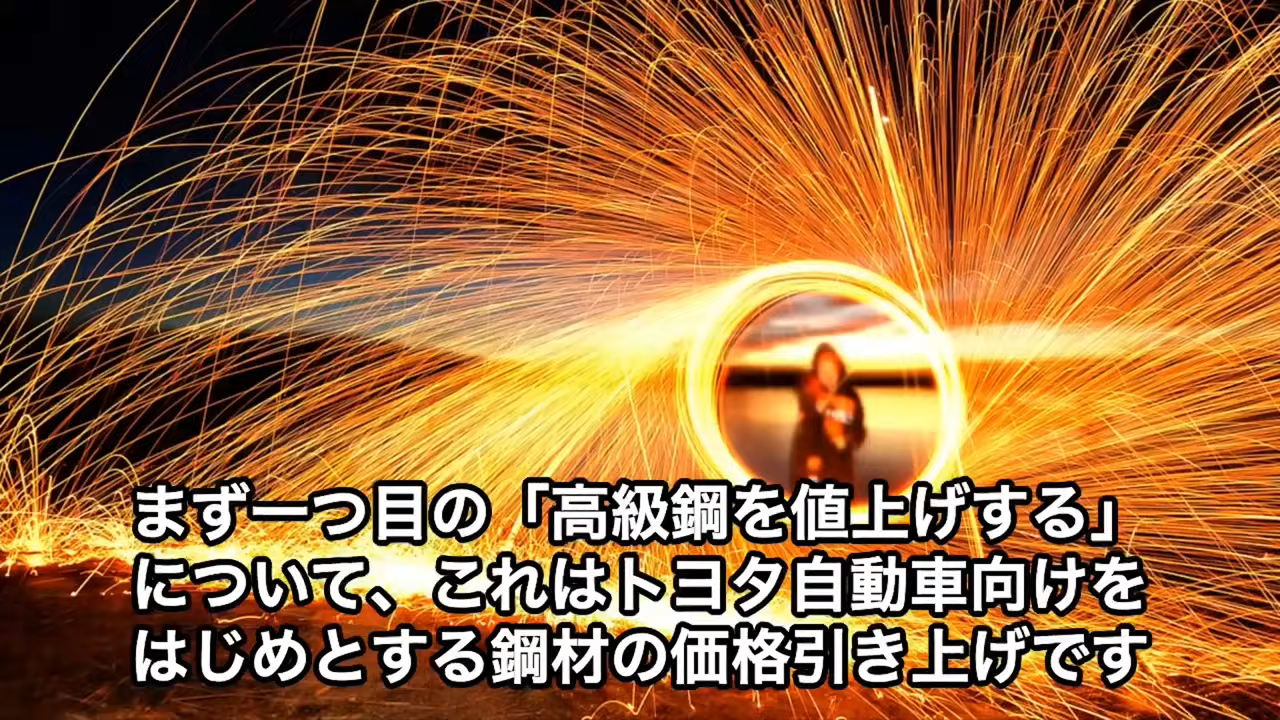 まず一つ目の「高級鋼を値上げする」
について、これはトヨタ自動車向けを
はじめとする鋼材の価格引き上げです